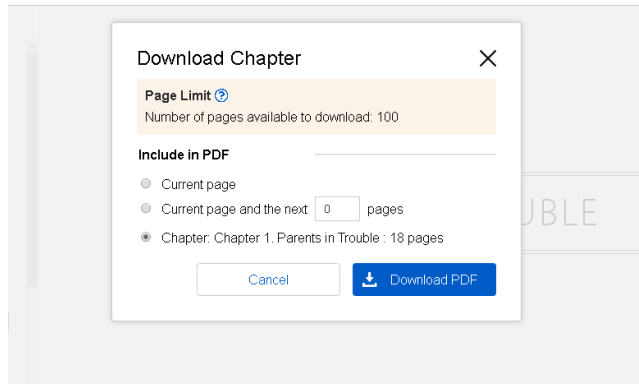 Download Chapter
Page Limit
Number of pages available to download: 100
Include in PDF
Current page
Current page and the next 0 pages
Chapter: Chapter 1. Parents in Trouble : 18 pages
Cancel
Download PDF
UBLE